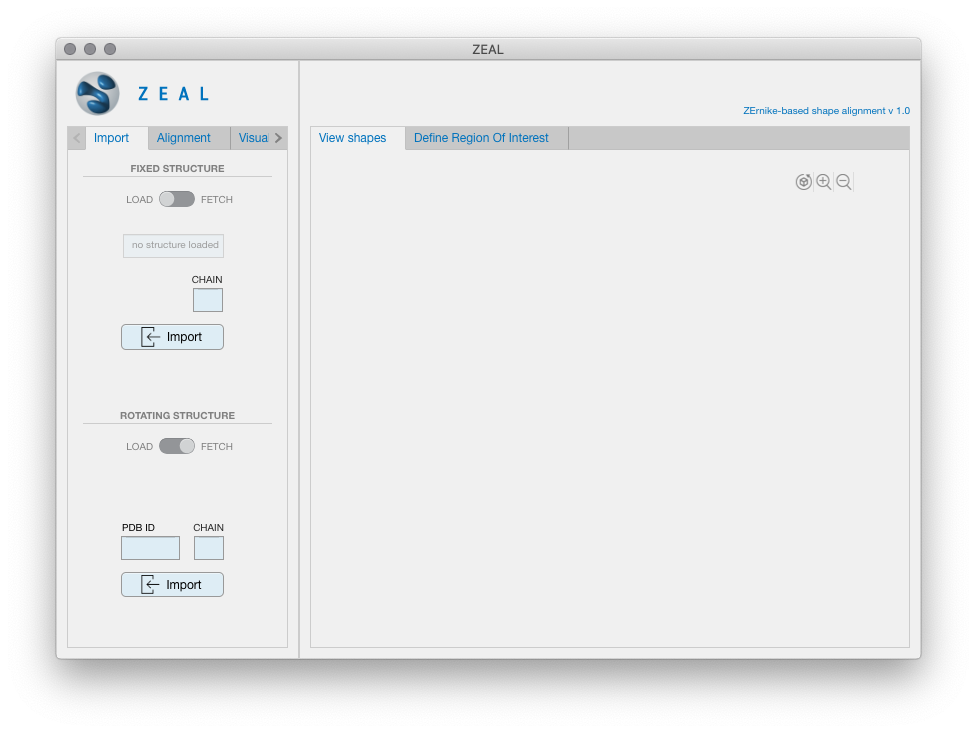 ZEAL
Z E A L
ZErnike-based shape alignment v 1.0
Import Alignment Visua
View shapes Define Region Of Interest
FIXED STRUCTURE
LOAD FETCH
no structure loaded
CHAIN
Import
ROTATING STRUCTURE
LOAD FETCH
PDB ID CHAIN
Import